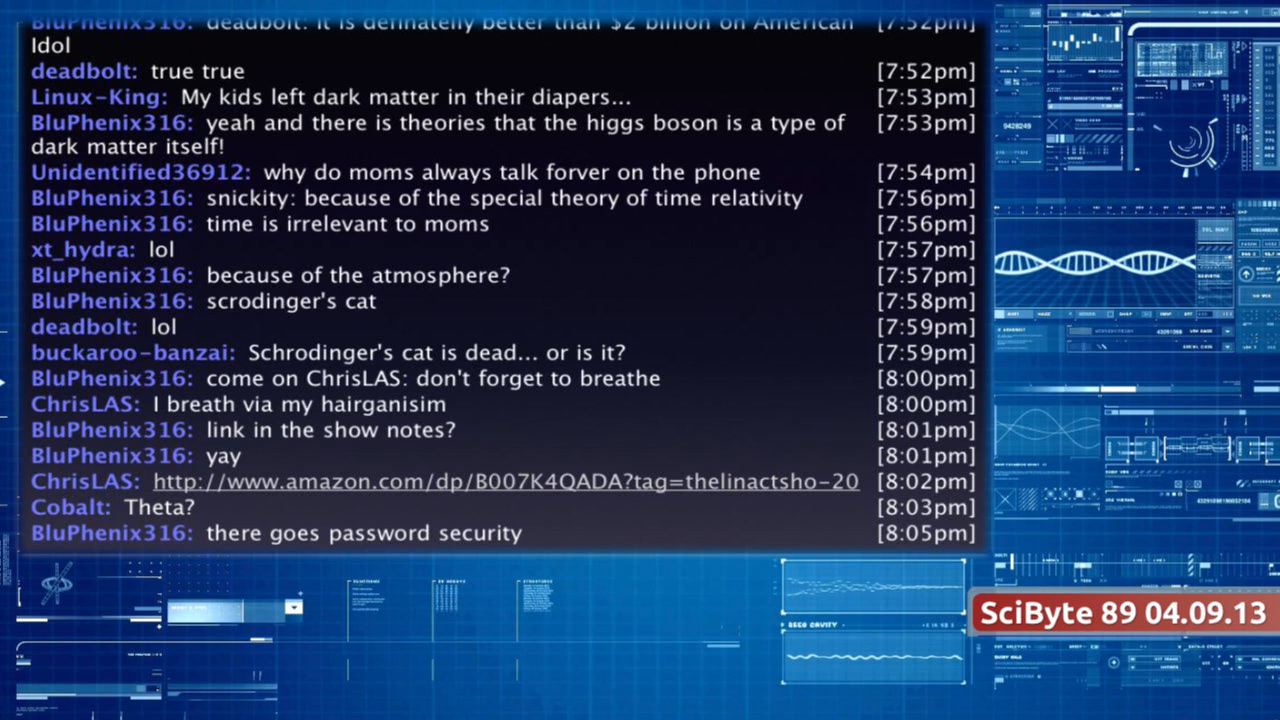 BluPhenix316: deadbolt: it is definatelly better than $2 billion on American [7:52pm]
Idol
deadbolt: true true [7:52pm]
Linux-King: My kids left dark matter in their diapers... [7:53pm]
BluPhenix316: yeah and there is theories that the higgs boson is a type of [7:53pm]
dark matter itself!
Unidentified36912: why do moms always talk forver on the phone [7:54pm]
BluPhenix316: snickity: because of the special theory of time relativity [7:56pm]
BluPhenix316: time is irrelevant to moms [7:56pm]
xt_hydra: lol [7:57pm]
BluPhenix316: because of the atmosphere? [7:57pm]
BluPhenix316: scrodinger's cat [7:58pm]
deadbolt: lol [7:59pm]
buckaroo-banzai: Schrodinger's cat is dead... or is it? [7:59pm]
BluPhenix316: come on ChrisLAS: don't forget to breathe [8:00pm]
ChrisLAS: I breath via my hairganisim [8:00pm]
BluPhenix316: link in the show notes? [8:01pm]
BluPhenix316: yay [8:01pm]
ChrisLAS: http://www.amazon.com/dp/B007K4QADA?tag=thelinactsho-20 [8:02pm]
Cobalt: Theta? [8:03pm]
BluPhenix316: there goes password security [8:05pm]
9428249
SciByte 89 04.09.13